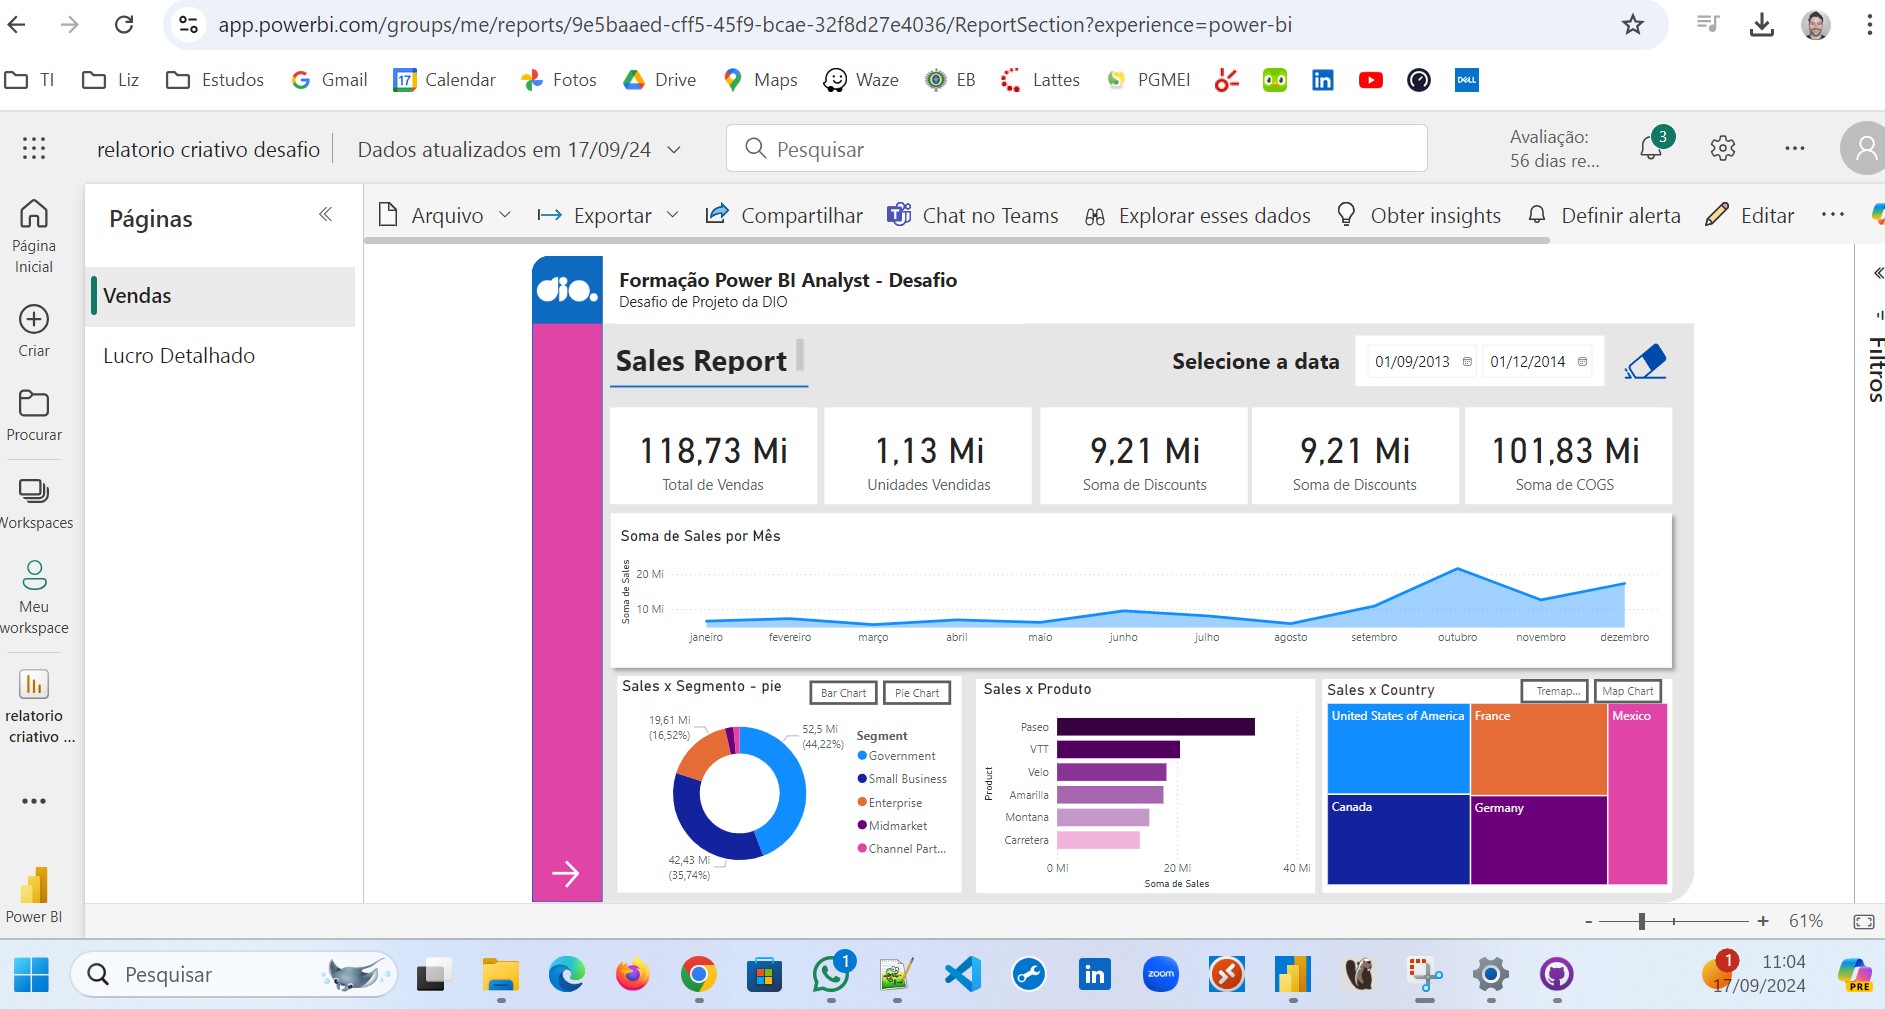 app.powerbi.com/groups/me/reports/9e5baaed-cff5-45f9-bcae-32f8d27e4036/ReportSection?experience=power-bi
TI Liz Estudos Gmail 17 Calendar Fotos Drive Maps Waze EB Lattes PGMEI in DELL
relatorio criativo desafio Dados atualizados em 17/09/24 Pesquisar Avaliação: 3
56 dias re...
Páginas Arquivo Exportar Compartilhar Chat no Teams Explorar esses dados Obter insights Definir alerta Editar
Página
Inicial
Criar
Procurar
Workspaces
Meu
workspace
relatorio
criativo ...
Power BI
Vendas
Lucro Detalhado
dio.
Formação Power BI Analyst - Desafio
Desafio de Projeto da DIO
Sales Report Selecione a data 01/09/2013 01/12/2014
118,73 Mi 1,13 Mi 9,21 Mi 9,21 Mi 101,83 Mi
Total de Vendas Unidades Vendidas Soma de Discounts Soma de Discounts Soma de COGS
Soma de Sales por Mês
Soma de Sales
20 Mi
10 Mi
janeiro fevereiro março abril maio junho julho agosto setembro outubro novembro dezembro
Sales x Segmento - pie Bar Chart Pie Chart
19,61 Mi
(16,52%)
52,5 Mi
(44,22%)
42,43 Mi
(35,74%)
Segment
Government
Small Business
Enterprise
Midmarket
Channel Part...
Sales x Produto
Product
Paseo
VTT
Velo
Amarilla
Montana
Carretera
0 Mi 20 Mi 40 Mi
Soma de Sales
Sales x Country Tremap... Map Chart
United States of America France Mexico
Canada Germany
Filtros
- + 61%
Pesquisar 1 in zoom 1 11:04
17/09/2024 PRE